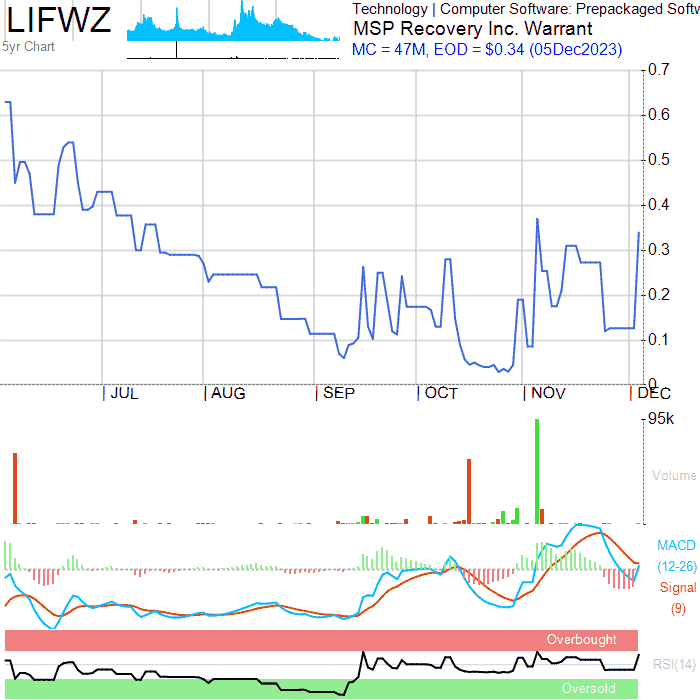 LIFWZ
5yr Chart
Technology | Computer Software: Prepackaged Softw
MSP Recovery Inc. Warrant
MC = 47M, EOD = $0.34 (05Dec2023)
0.7
0.6
0.5
0.4
0.3
0.2
0.1
0
JUL
AUG
SEP
OCT
NOV
DEC
95k
Volume
MACD
(12-26)
Signal
(9)
Overbought
RSI(14)
Oversold